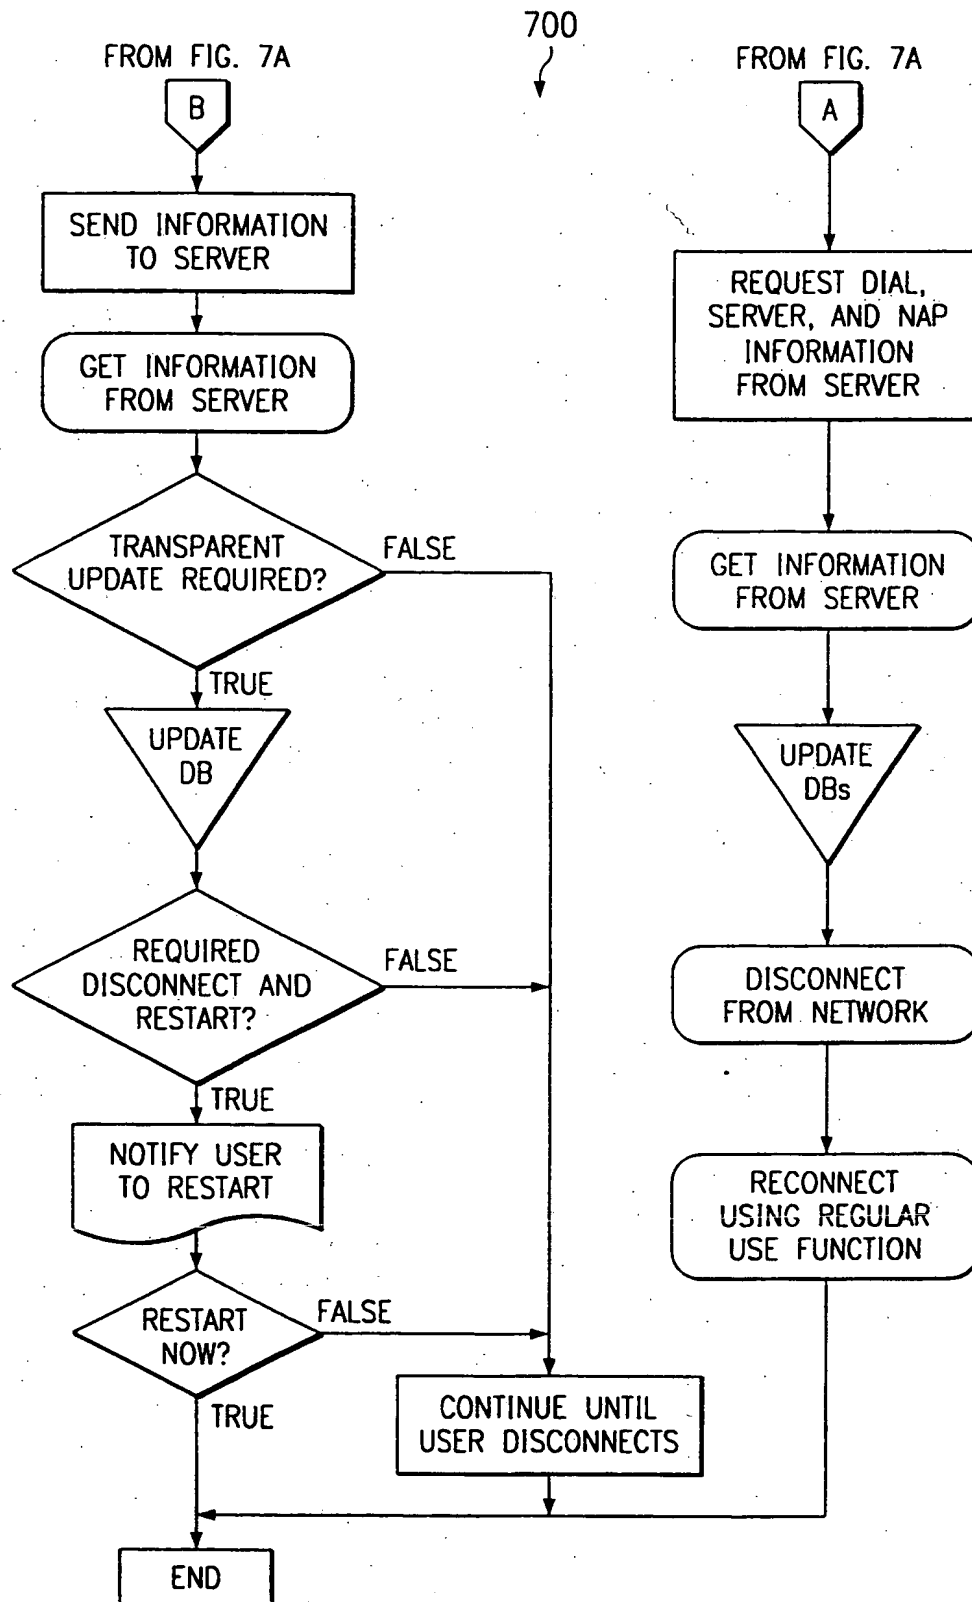 700
FROM FIG. 7A
B
SEND INFORMATION
TO SERVER
GET INFORMATION
FROM SERVER
TRANSPARENT
UPDATE REQUIRED?
FALSE
TRUE
UPDATE
DB
REQUIRED
DISCONNECT AND
RESTART?
FALSE
TRUE
NOTIFY USER
TO RESTART
RESTART
NOW?
FALSE
TRUE
CONTINUE UNTIL
USER DISCONNECTS
END
FROM FIG. 7A
A
REQUEST DIAL,
SERVER, AND NAP
INFORMATION
FROM SERVER
GET INFORMATION
FROM SERVER
UPDATE
DBs
DISCONNECT
FROM NETWORK
RECONNECT
USING REGULAR
USE FUNCTION